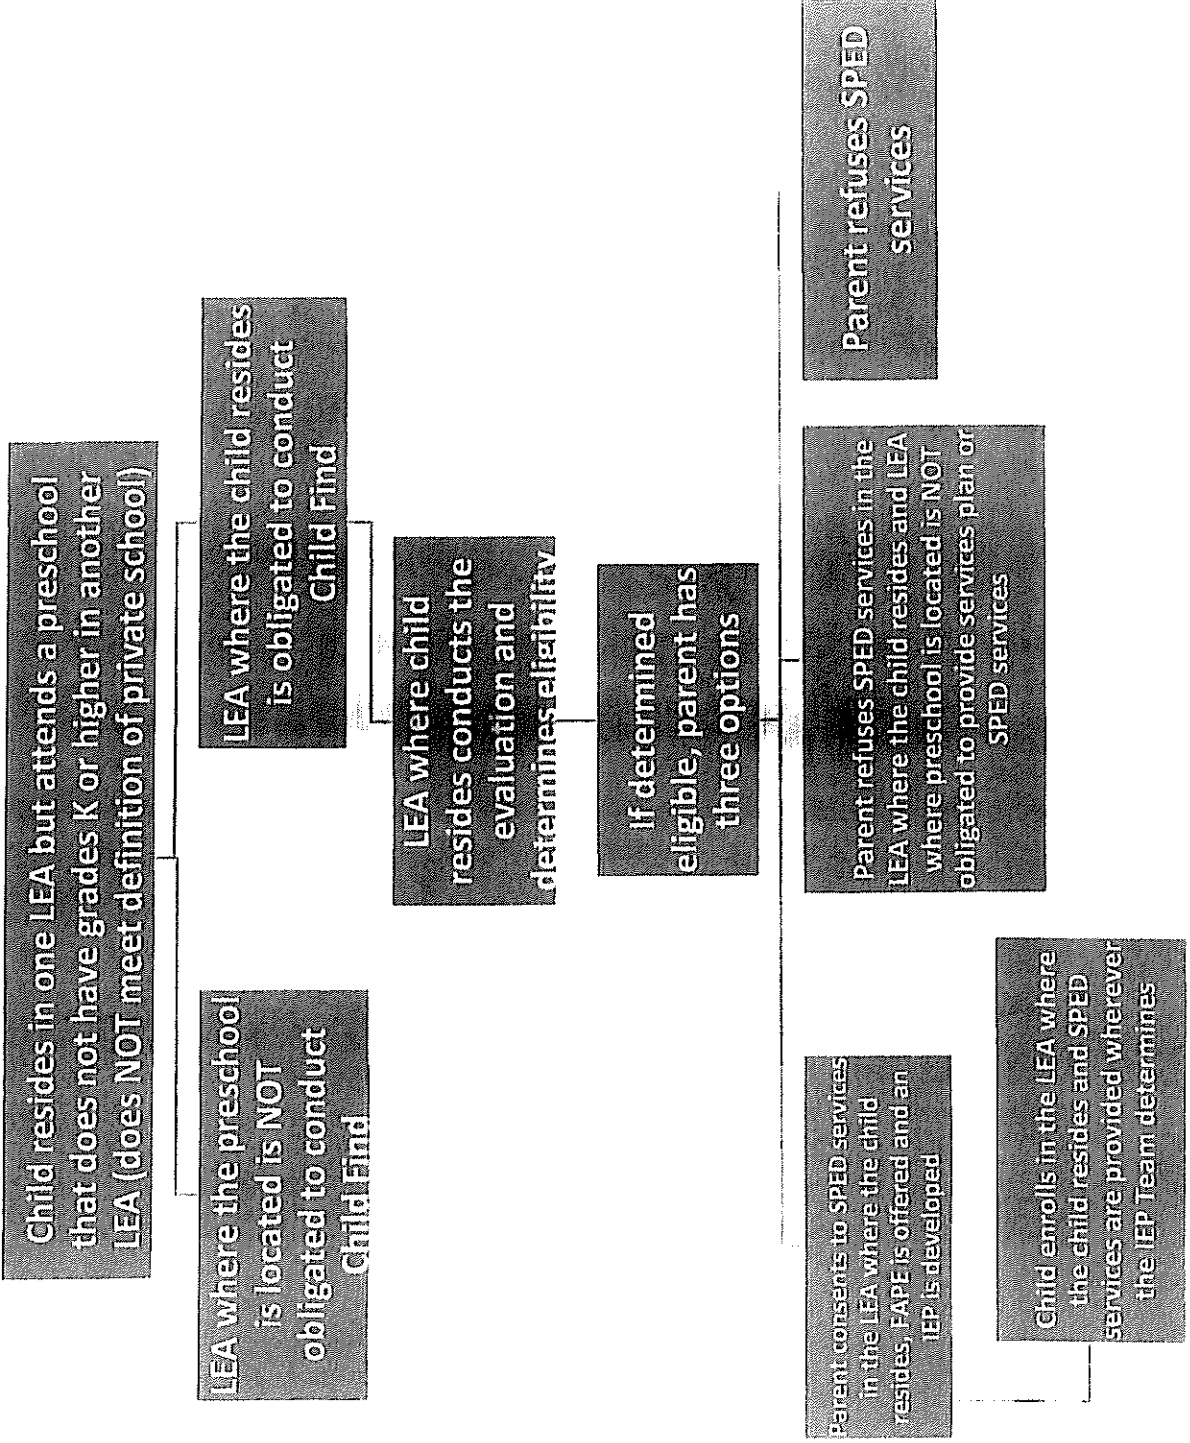 Child resides in one LEA but attends a preschool
that does not have grades K or higher in another
LEA (does NOT meet definition of private school)
LEA where the preschool
is located is NOT
obligated to conduct
Child Find
LEA where the child resides
is obligated to conduct
Child Find
LEA where child
resides conducts the
evaluation and
determines eligibility
If determined
eligible, parent has
three options
Parent consents to SPED services
in the LEA where the child
resides, FAPE is offered and an
IEP is developed
Child enrolls in the LEA where
the child resides and SPED
services are provided wherever
the IEP Team determines
Parent refuses SPED services in the
LEA where the child resides and LEA
where preschool is located is NOT
obligated to provide services plan or
SPED services
Parent refuses SPED
services